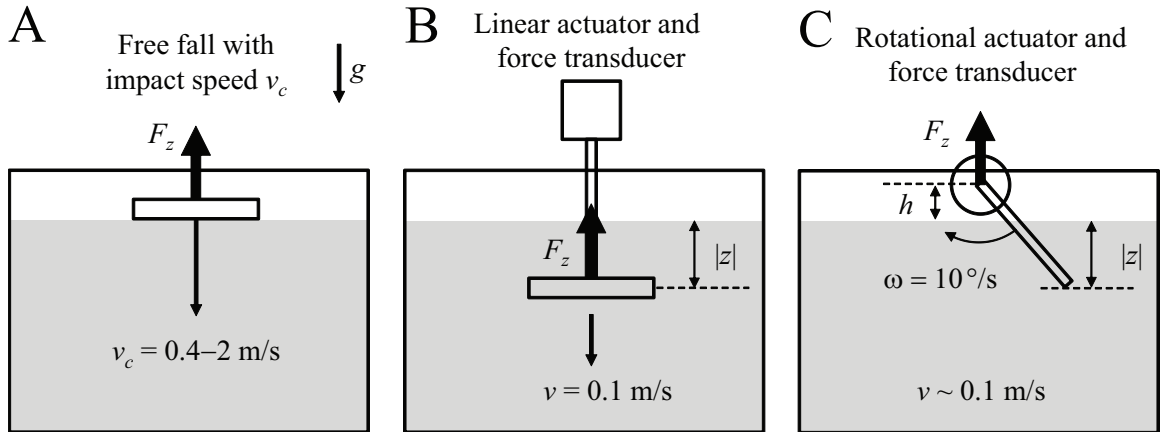 A
Free fall with
impact speed v_c
g
F_z
v_c = 0.4–2 m/s
B
Linear actuator and
force transducer
F_z
|z|
v = 0.1 m/s
C
Rotational actuator and
force transducer
F_z
h
|z|
ω = 10°/s
v ~ 0.1 m/s